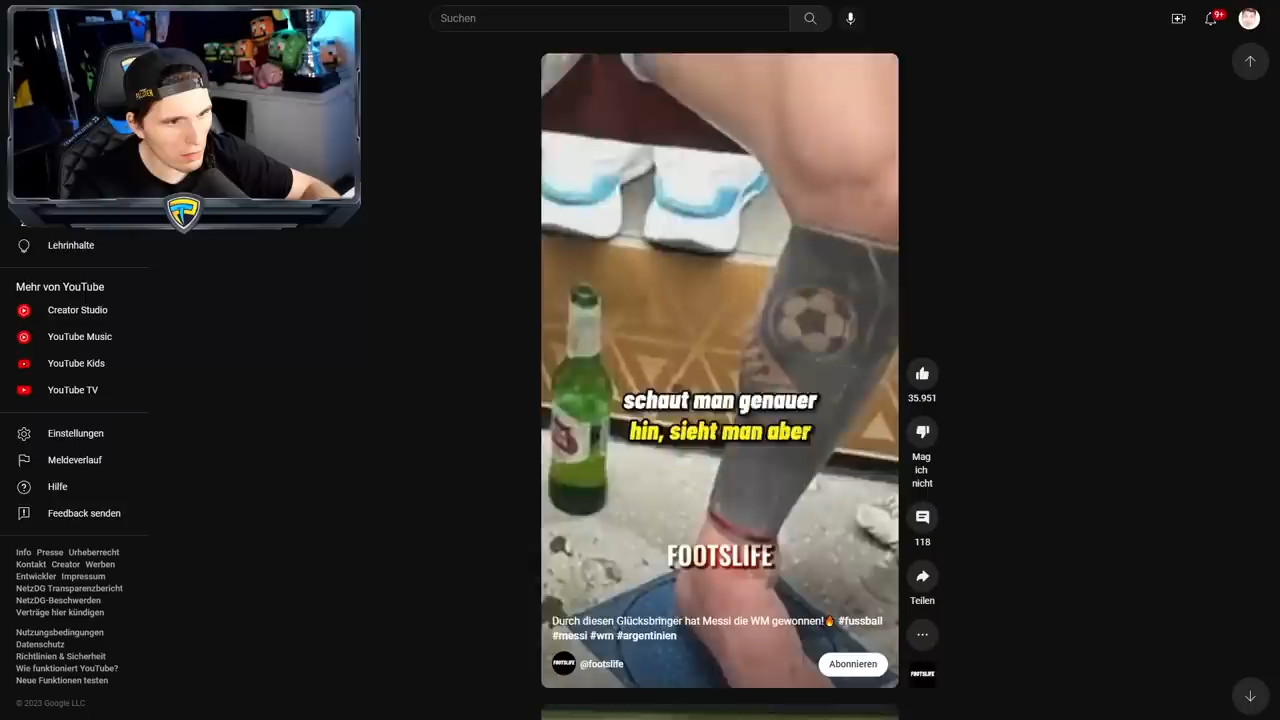 Suchen
9+
Lehrinhalte
Mehr von YouTube
Creator Studio
YouTube Music
YouTube Kids
YouTube TV
Einstellungen
Meldeverlauf
Hilfe
Feedback senden
Info Presse Urheberrecht
Kontakt Creator Werben
Entwickler Impressum
NetzDG Transparenzbericht
NetzDG-Beschwerden
Verträge hier kündigen
Nutzungsbedingungen
Datenschutz
Richtlinien & Sicherheit
Wie funktioniert YouTube?
Neue Funktionen testen
© 2023 Google LLC
schaut man genauer
hin, sieht man aber
FOOTSLIFE
Durch diesen Glücksbringer hat Messi die WM gewonnen!🔥 #fussball
#messi #wm #argentinien
FOOTSLIFE
@footslife
Abonnieren
35.951
Mag
ich
nicht
118
Teilen
FOOTSLIFE